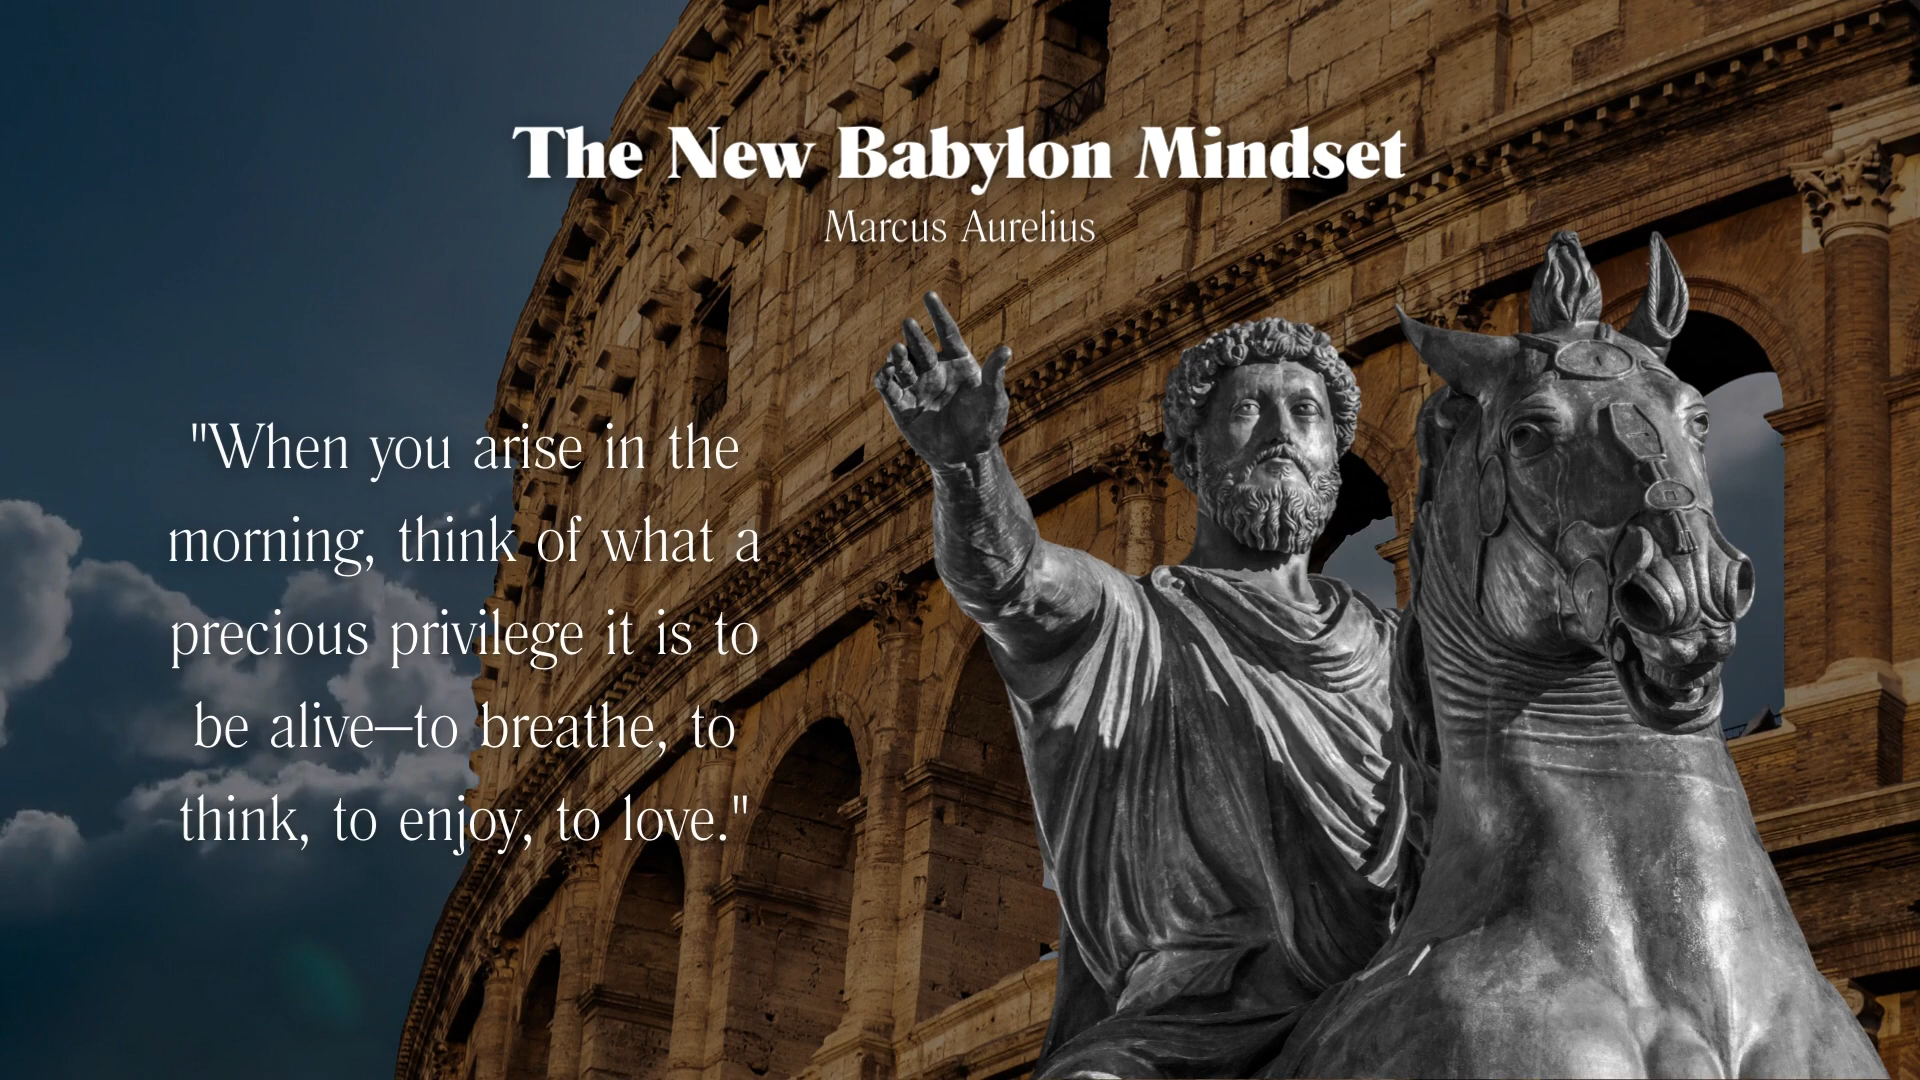 The New Babylon Mindset
Marcus Aurelius
"When you arise in the
morning, think of what a
precious privilege it is to
be alive—to breathe, to
think, to enjoy, to love."